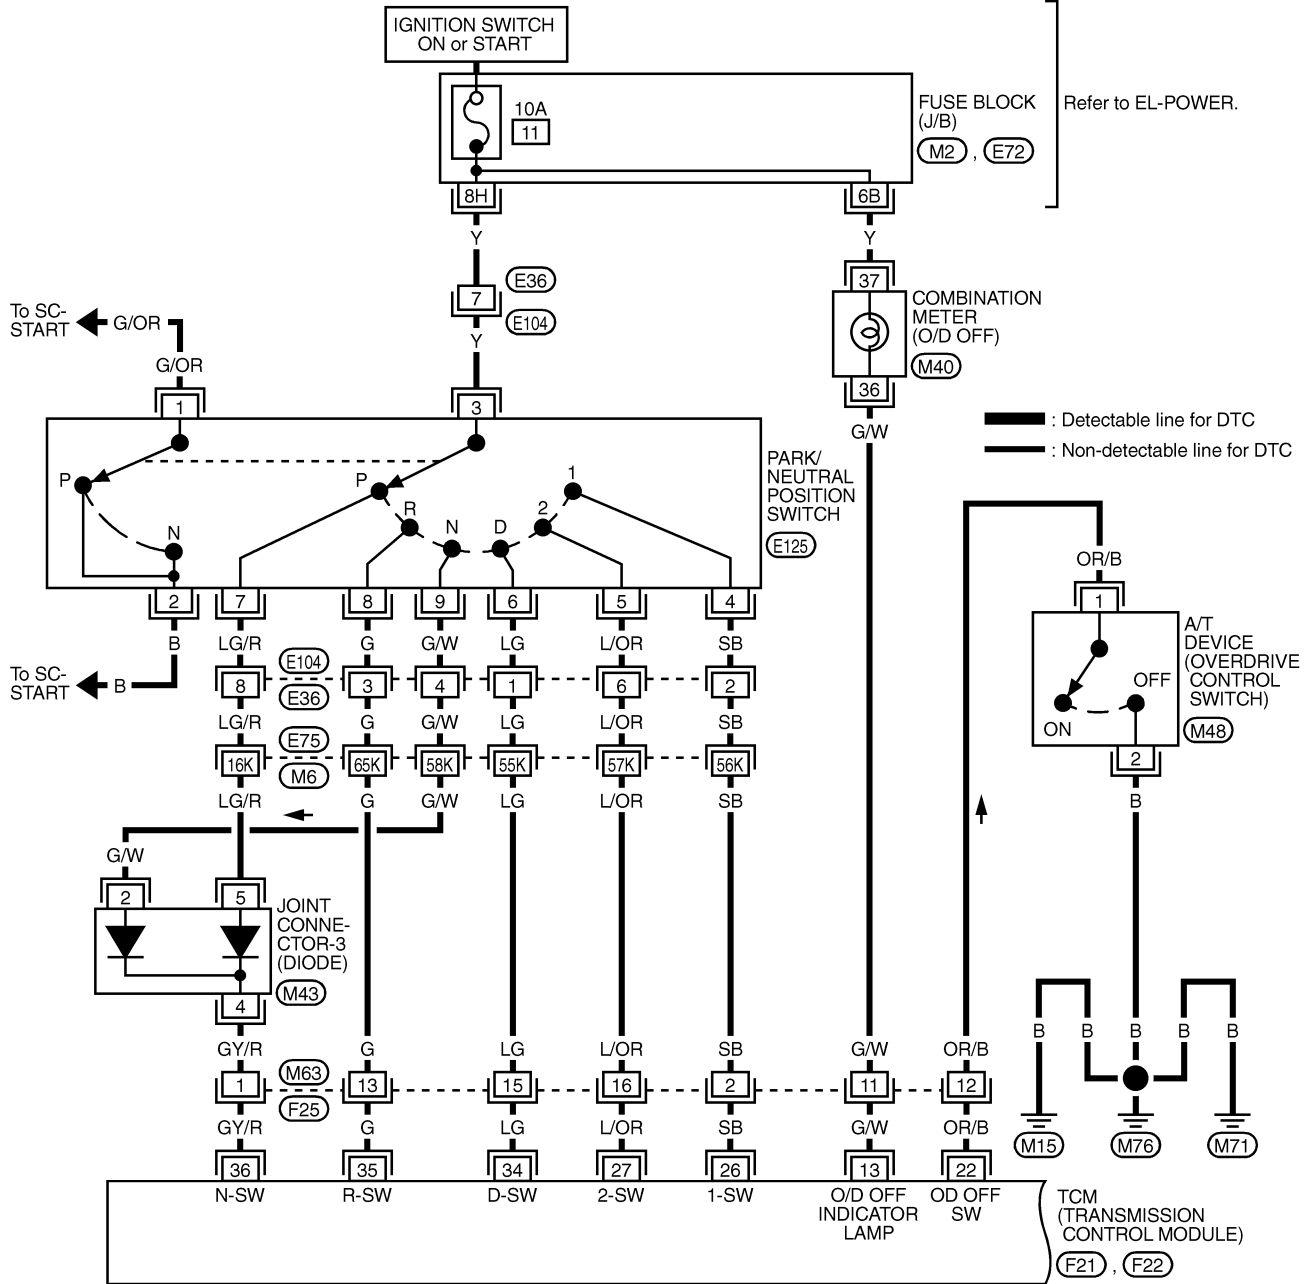 IGNITION SWITCH
ON or START
10A
11
FUSE BLOCK
(J/B)
M2 , E72
Refer to EL-POWER.
8H
6B
Y
Y
E36
7
E104
Y
37
COMBINATION
METER
(O/D OFF)
M40
36
G/W
To SC-
START
G/OR
G/OR
1
3
: Detectable line for DTC
: Non-detectable line for DTC
P
N
P
R
N
D
2
1
PARK/
NEUTRAL
POSITION
SWITCH
E125
OR/B
1
A/T
DEVICE
(OVERDRIVE
CONTROL
SWITCH)
M48
OFF
ON
2
B
2
7
8
9
6
5
4
B
LG/R
G
G/W
LG
L/OR
SB
To SC-
START
B
E104
E36
8
3
4
1
6
2
LG/R
G
G/W
LG
L/OR
SB
E75
M6
16K
65K
58K
55K
57K
56K
LG/R
G
G/W
LG
L/OR
SB
G/W
2
5
JOINT
CONNE-
CTOR-3
(DIODE)
M43
4
B
B
B
B
B
M15
M76
M71
GY/R
G
LG
L/OR
SB
G/W
OR/B
M63
F25
1
13
15
16
2
11
12
GY/R
G
LG
L/OR
SB
G/W
OR/B
36
35
34
27
26
13
22
N-SW
R-SW
D-SW
2-SW
1-SW
O/D OFF
INDICATOR
LAMP
OD OFF
SW
TCM
(TRANSMISSION
CONTROL MODULE)
F21 , F22